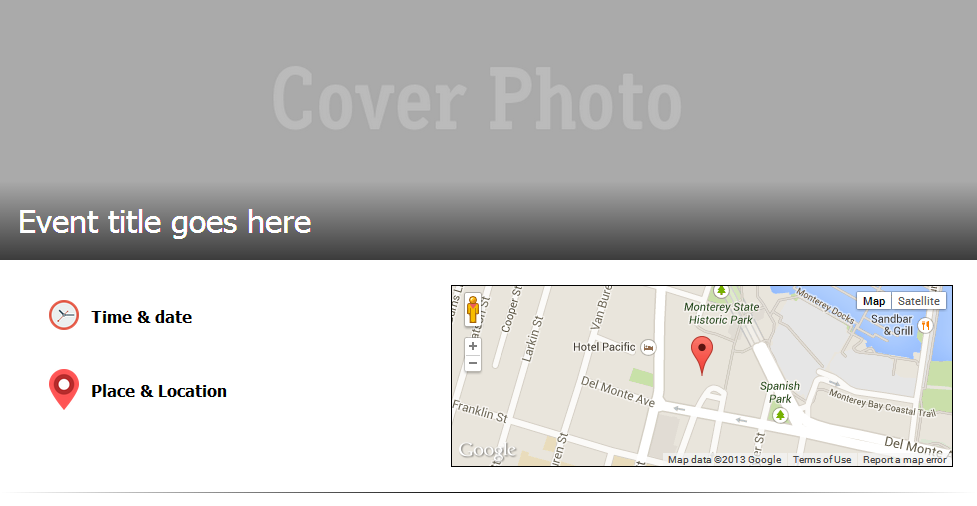 Cover Photo
Event title goes here
Time & date
Place & Location
Map
Satellite
Monterey Docks
Sandbar
& Grill
Monterey State
Historic Park
Cooper St
Larkin St
Van Bure
Hotel Pacific
Del Monte Ave
Spanish
Park
Monterey Bay Coastal Trail
Franklin St
Del Monte A
Google
Map data ©2013 Google
Terms of Use
Report a map error